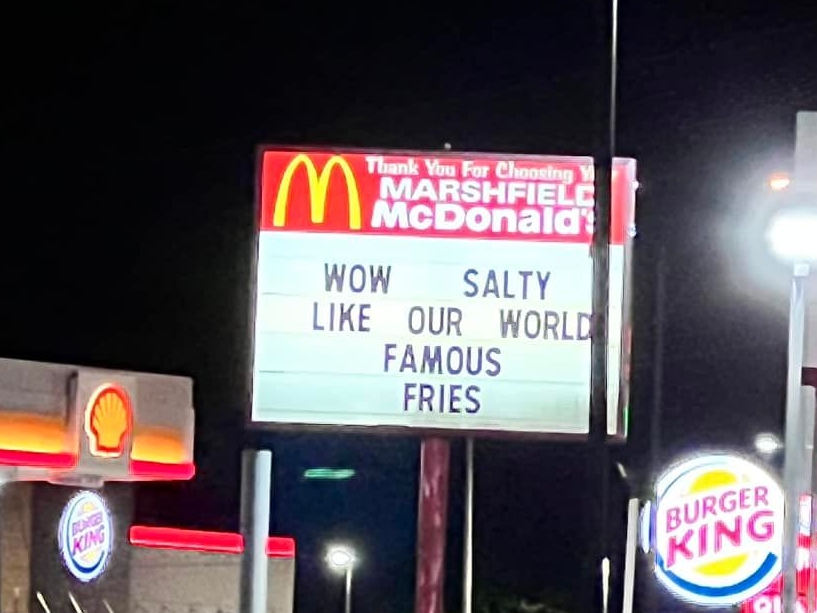 Thank You For Choosing
MARSHFIELD
McDonald's
WOW SALTY
LIKE OUR WORLD
FAMOUS
FRIES
BURGER
KING
BURGER
KING